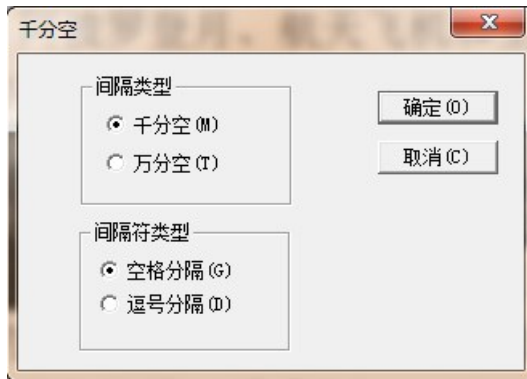 千分空
间隔类型
千分空(M)
万分空(T)
确定(O)
取消(C)
间隔符类型
空格分隔(G)
逗号分隔(D)